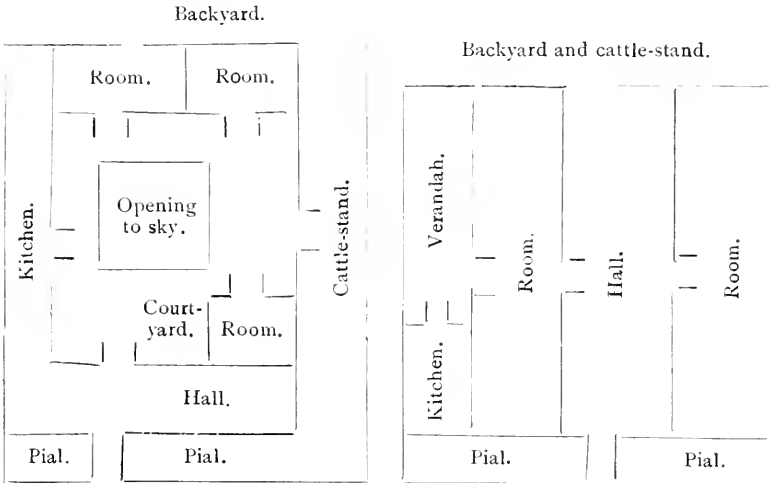 Backyard.
Room.
Room.
Kitchen.
Opening
to sky.
Cattle-stand.
Court-
yard.
Room.
Hall.
Pial.
Pial.
Backyard and cattle-stand.
Verandah.
Room.
Hall.
Room.
Kitchen.
Pial.
Pial.